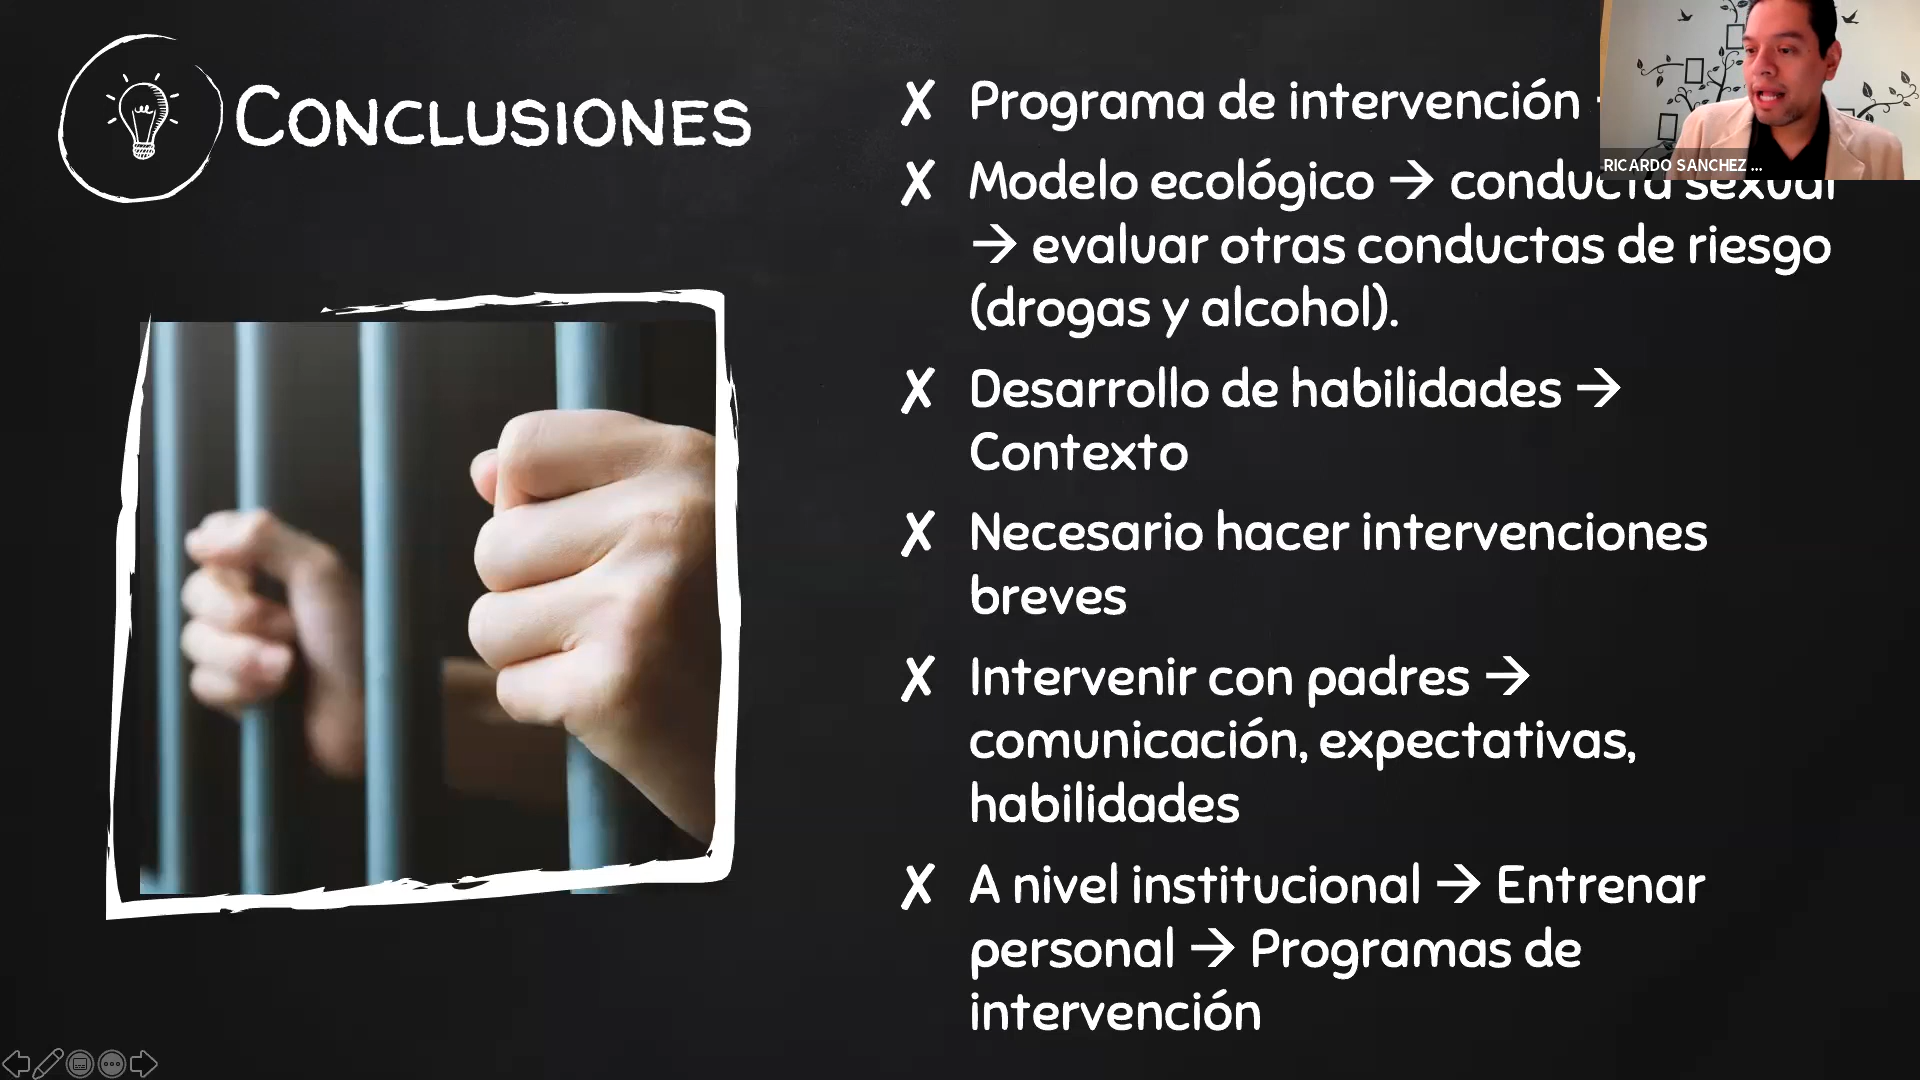 CONCLUSIONES
✗ Programa de intervención
✗ Modelo ecológico → conducta sexual
→ evaluar otras conductas de riesgo
(drogas y alcohol).
✗ Desarrollo de habilidades →
Contexto
✗ Necesario hacer intervenciones
breves
✗ Intervenir con padres →
comunicación, expectativas,
habilidades
✗ A nivel institucional → Entrenar
personal → Programas de
intervención
RICARDO SANCHEZ ...